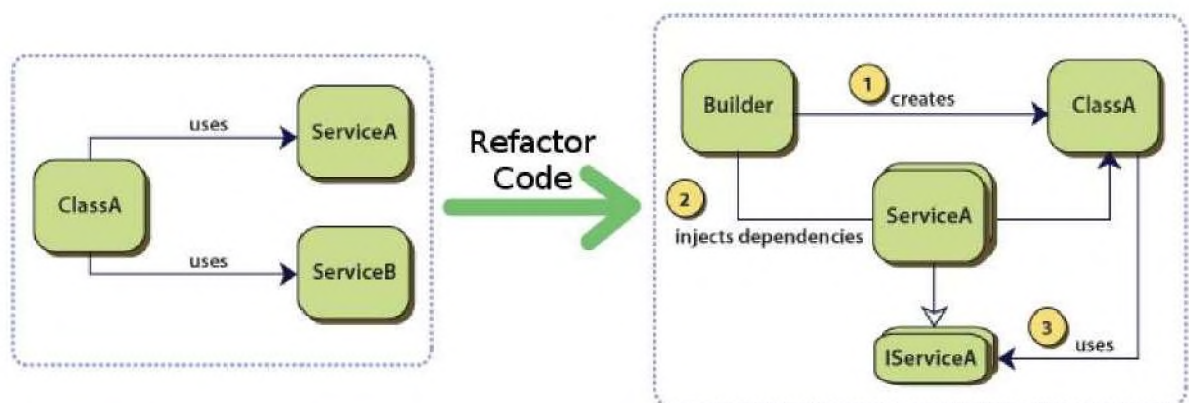 uses
ServiceA
ClassA
uses
ServiceB
Refactor
Code
Builder
1
creates
ClassA
2
injects dependencies
ServiceA
IServiceA
3
uses